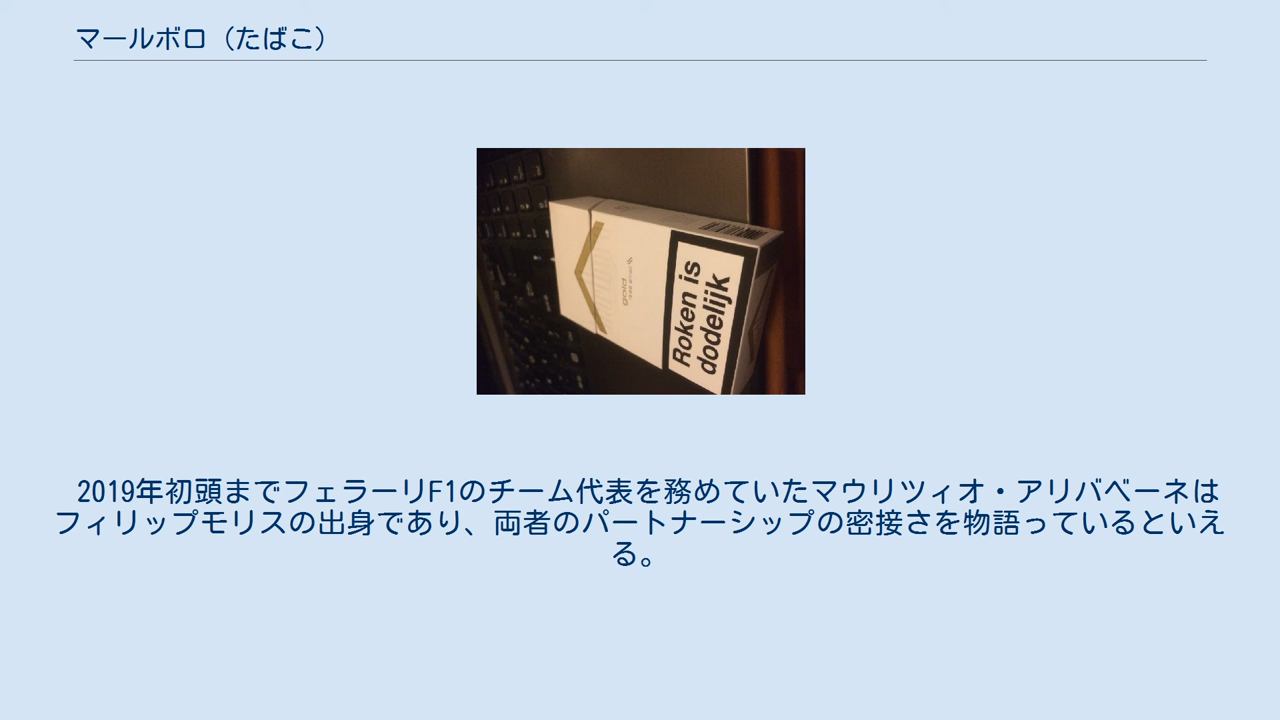 マールボロ（たばこ）
gold
Roken is
dodelijk
2019年初頭までフェラーリF1のチーム代表を務めていたマウリツィオ・アリバベーネは
フィリップモリスの出身であり、両者のパートナーシップの密接さを物語っているといえ
る。